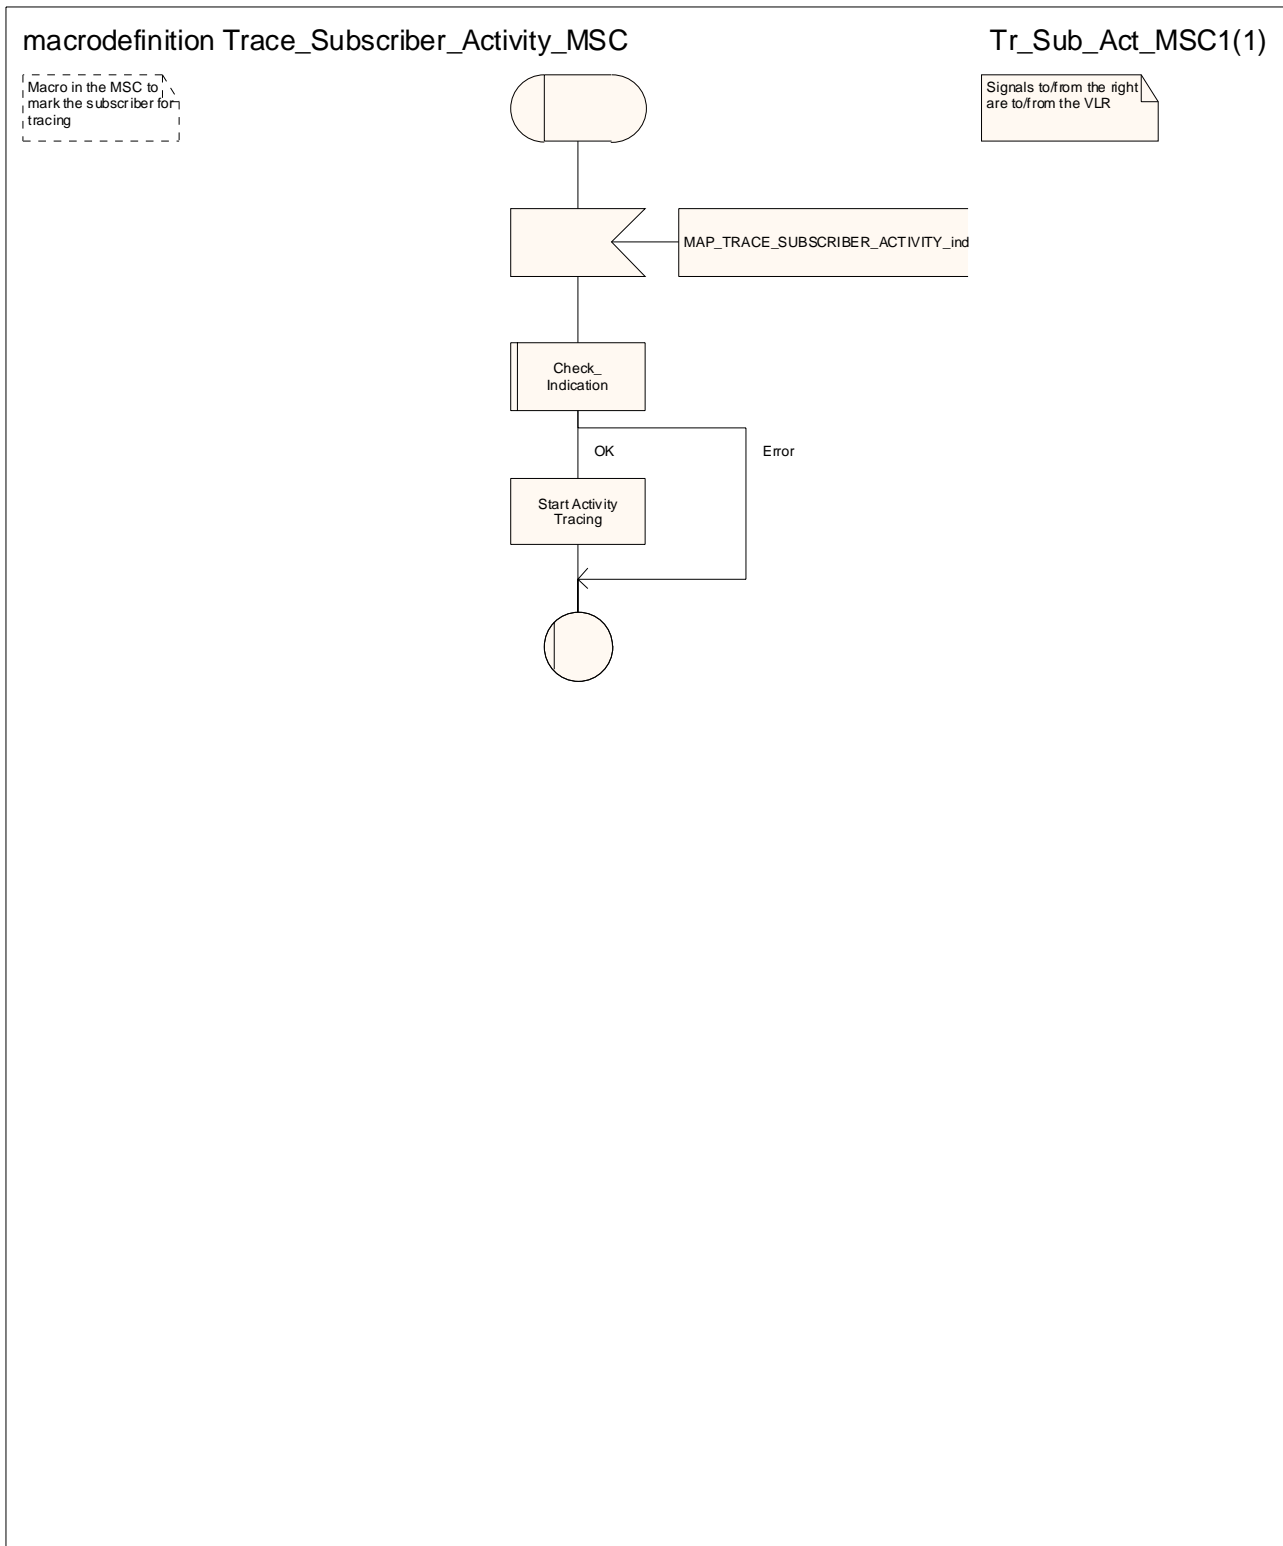 macrodefinition Trace_Subscriber_Activity_MSC
Tr_Sub_Act_MSC1(1)
Macro in the MSC to
mark the subscriber for
tracing
Signals to/from the right
are to/from the VLR
MAP_TRACE_SUBSCRIBER_ACTIVITY_ind
Check_
Indication
OK
Error
Start Activity
Tracing